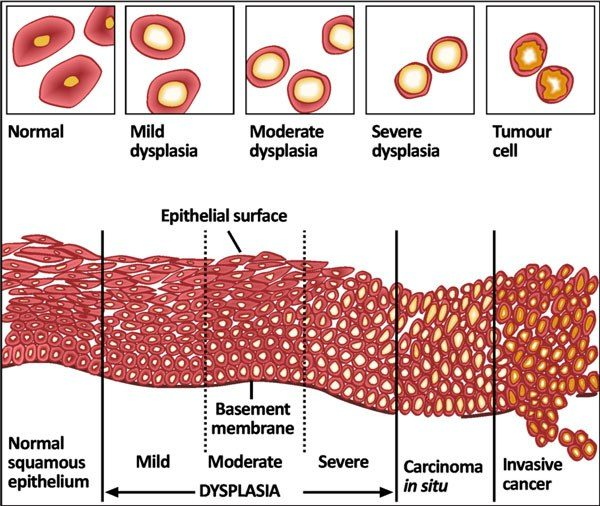 Normal
Mild
dysplasia
Moderate
dysplasia
Severe
dysplasia
Tumour
cell
Epithelial surface
Basement
membrane
Normal
squamous
epithelium
Mild
Moderate
Severe
DYSPLASIA
Carcinoma
in situ
Invasive
cancer